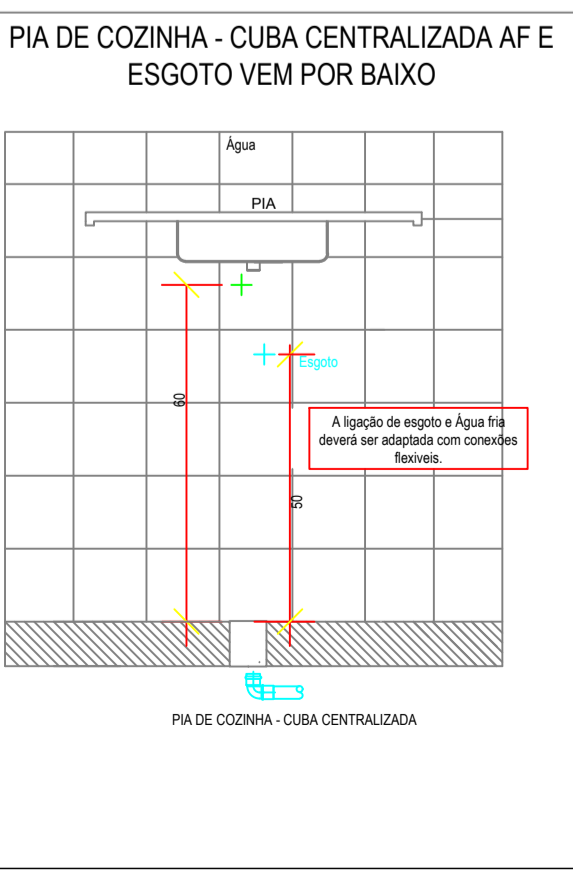 PIA DE COZINHA - CUBA CENTRALIZADA AF E
ESGOTO VEM POR BAIXO
Água
PIA
Esgoto
60
A ligação de esgoto e Água fria
deverá ser adaptada com conexões
flexiveis.
50
PIA DE COZINHA - CUBA CENTRALIZADA